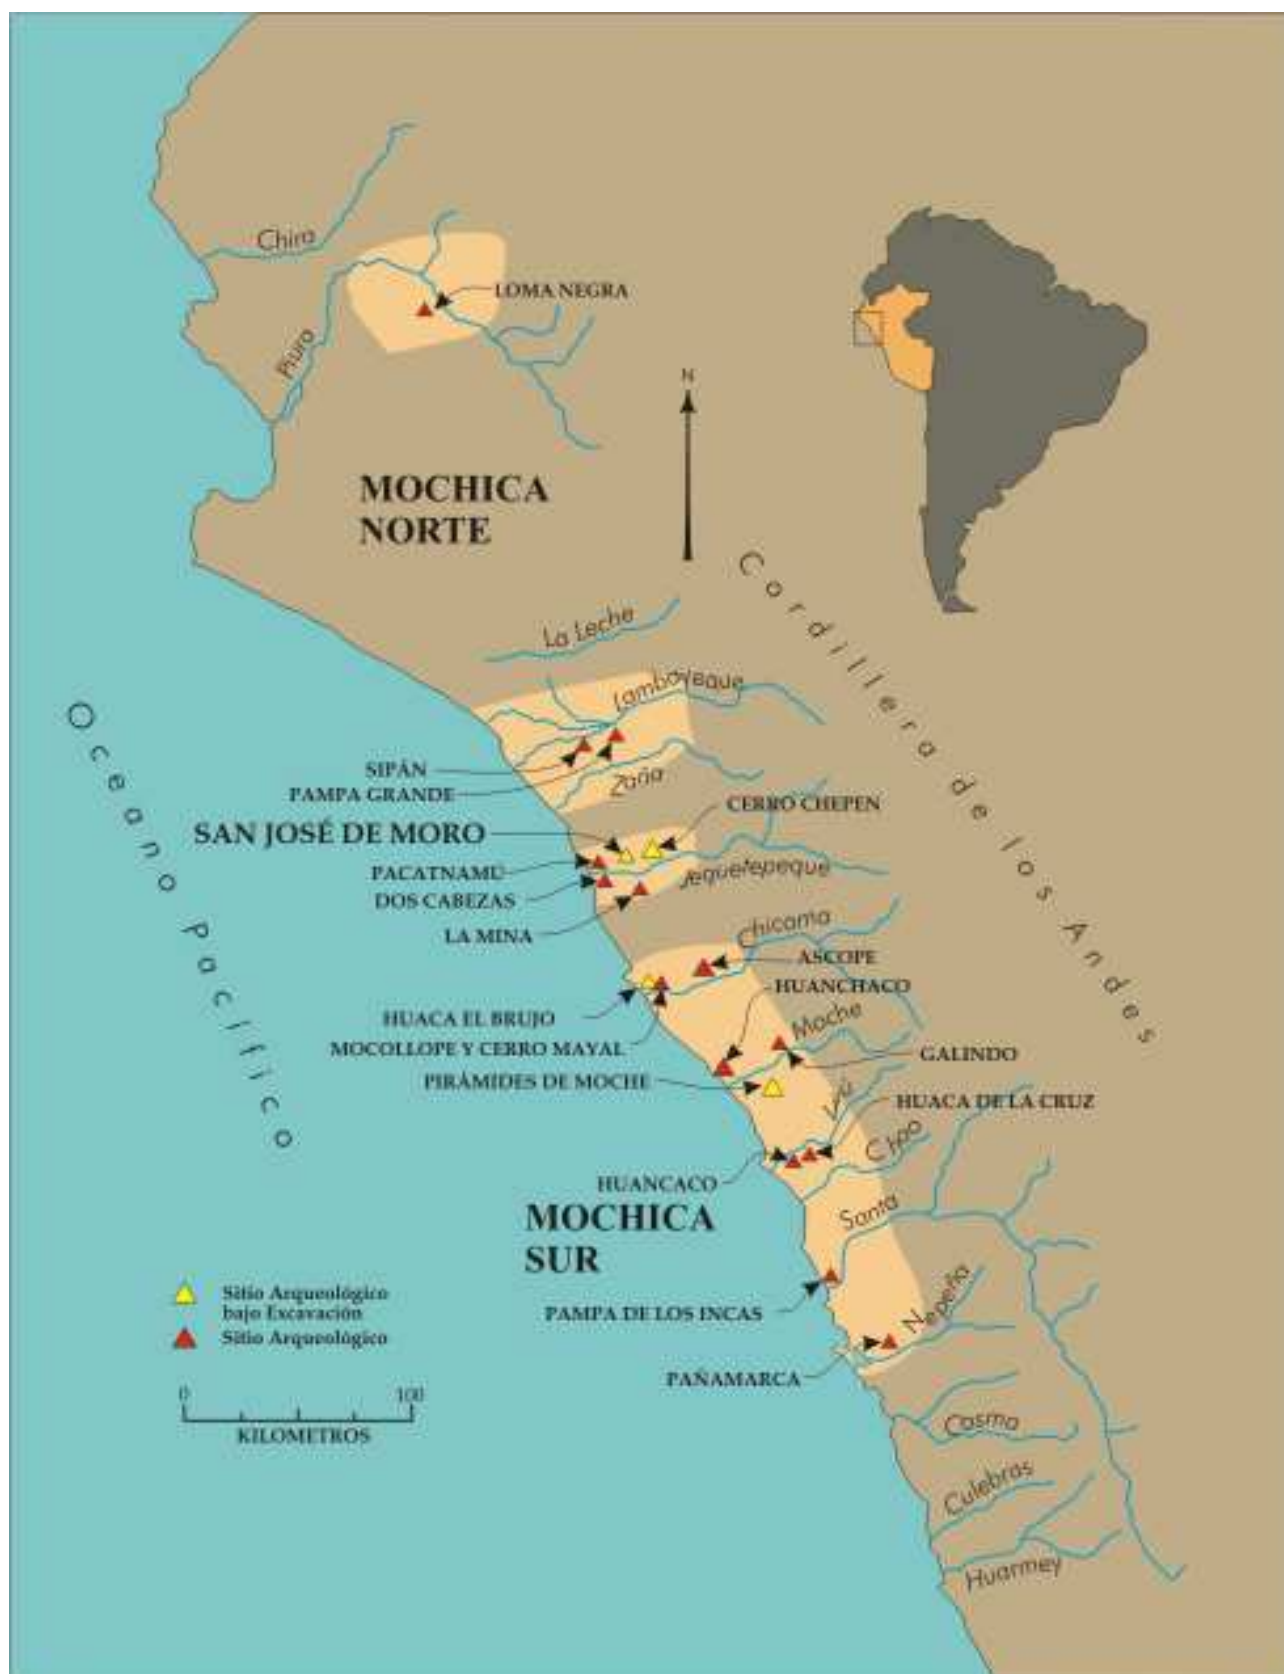 Chira
LOMA NEGRA
Piura
N
MOCHICA
NORTE
Cordillera de los Andes
La Leche
Lambayeque
Oceano Pacífico
SIPÁN
Zaña
PAMPA GRANDE
CERRO CHEPEN
SAN JOSÉ DE MORO
PACATNAMÚ
Jequetepeque
DOS CABEZAS
Chicama
LA MINA
ASCOPE
HUANCHACO
HUACA EL BRUJO
Moche
MOCOLLOPE Y CERRO MAYAL
GALINDO
PIRÁMIDES DE MOCHE
HUACA DE LA CRUZ
Chao
HUANCACO
MOCHICA
SUR
Santa
Sitio Arqueológico
bajo Excavación
Sitio Arqueológico
PAMPA DE LOS INCAS
Nepeña
PAÑAMARCA
0 100
KILOMETROS
Casma
Culebras
Huarmey